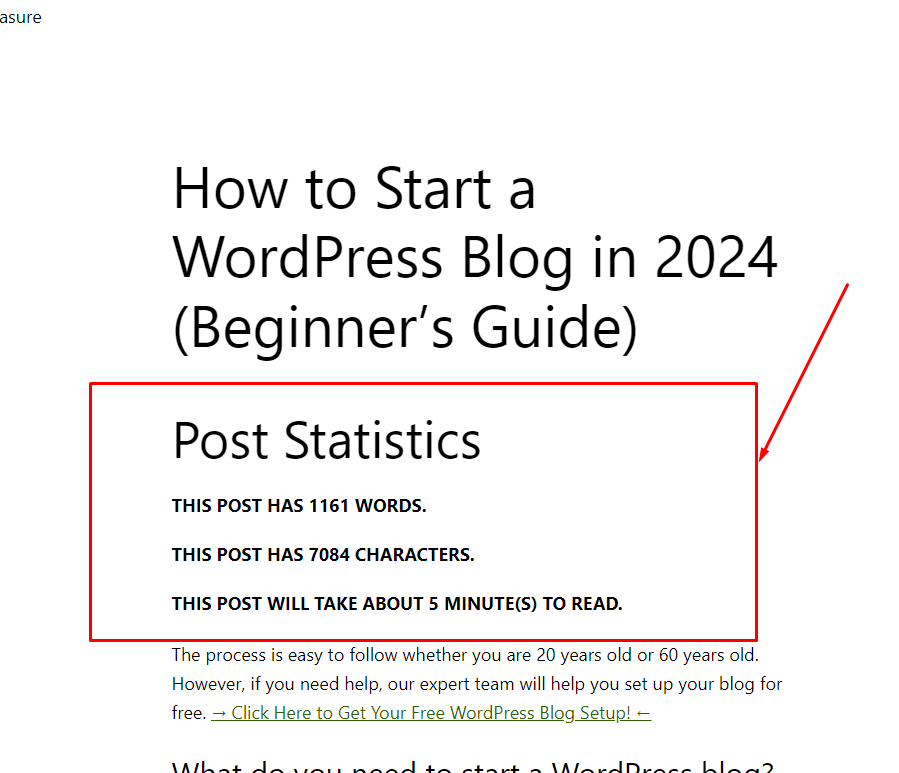 asure
How to Start a
WordPress Blog in 2024
(Beginner’s Guide)
Post Statistics
THIS POST HAS 1161 WORDS.
THIS POST HAS 7084 CHARACTERS.
THIS POST WILL TAKE ABOUT 5 MINUTE(S) TO READ.
The process is easy to follow whether you are 20 years old or 60 years old.
However, if you need help, our expert team will help you set up your blog for
free. → Click Here to Get Your Free WordPress Blog Setup! ←
What do you need to start a WordPress blog?